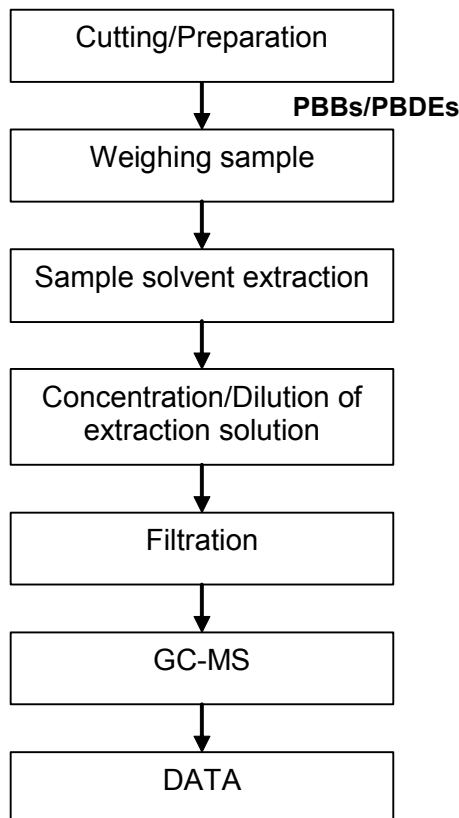 Cutting/Preparation
PBBs/PBDEs
Weighing sample
Sample solvent extraction
Concentration/Dilution of
extraction solution
Filtration
GC-MS
DATA